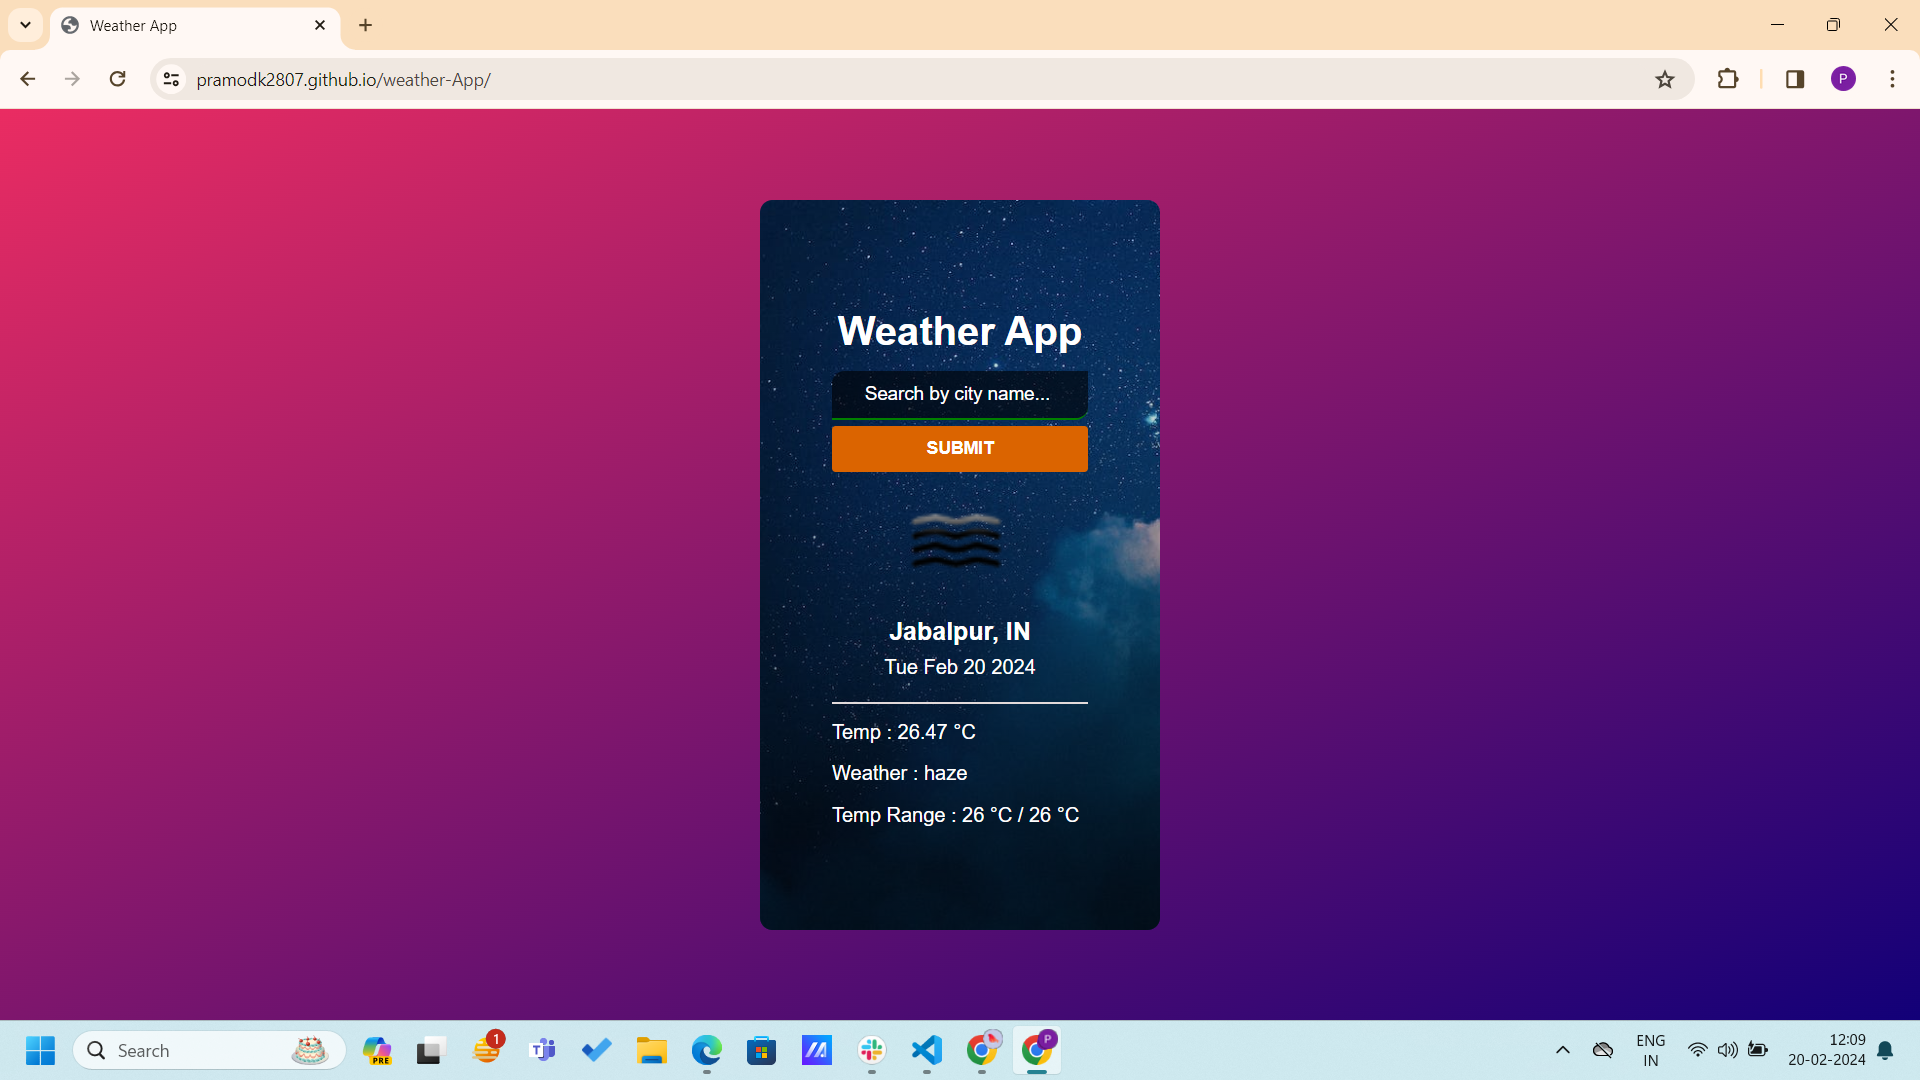 Weather App
pramodk2807.github.io/weather-App/
P
Weather App
Search by city name...
SUBMIT
Jabalpur, IN
Tue Feb 20 2024
Temp : 26.47 °C
Weather : haze
Temp Range : 26 °C / 26 °C
Search
PRE
1
T
P
ENG
IN
12:09
20-02-2024